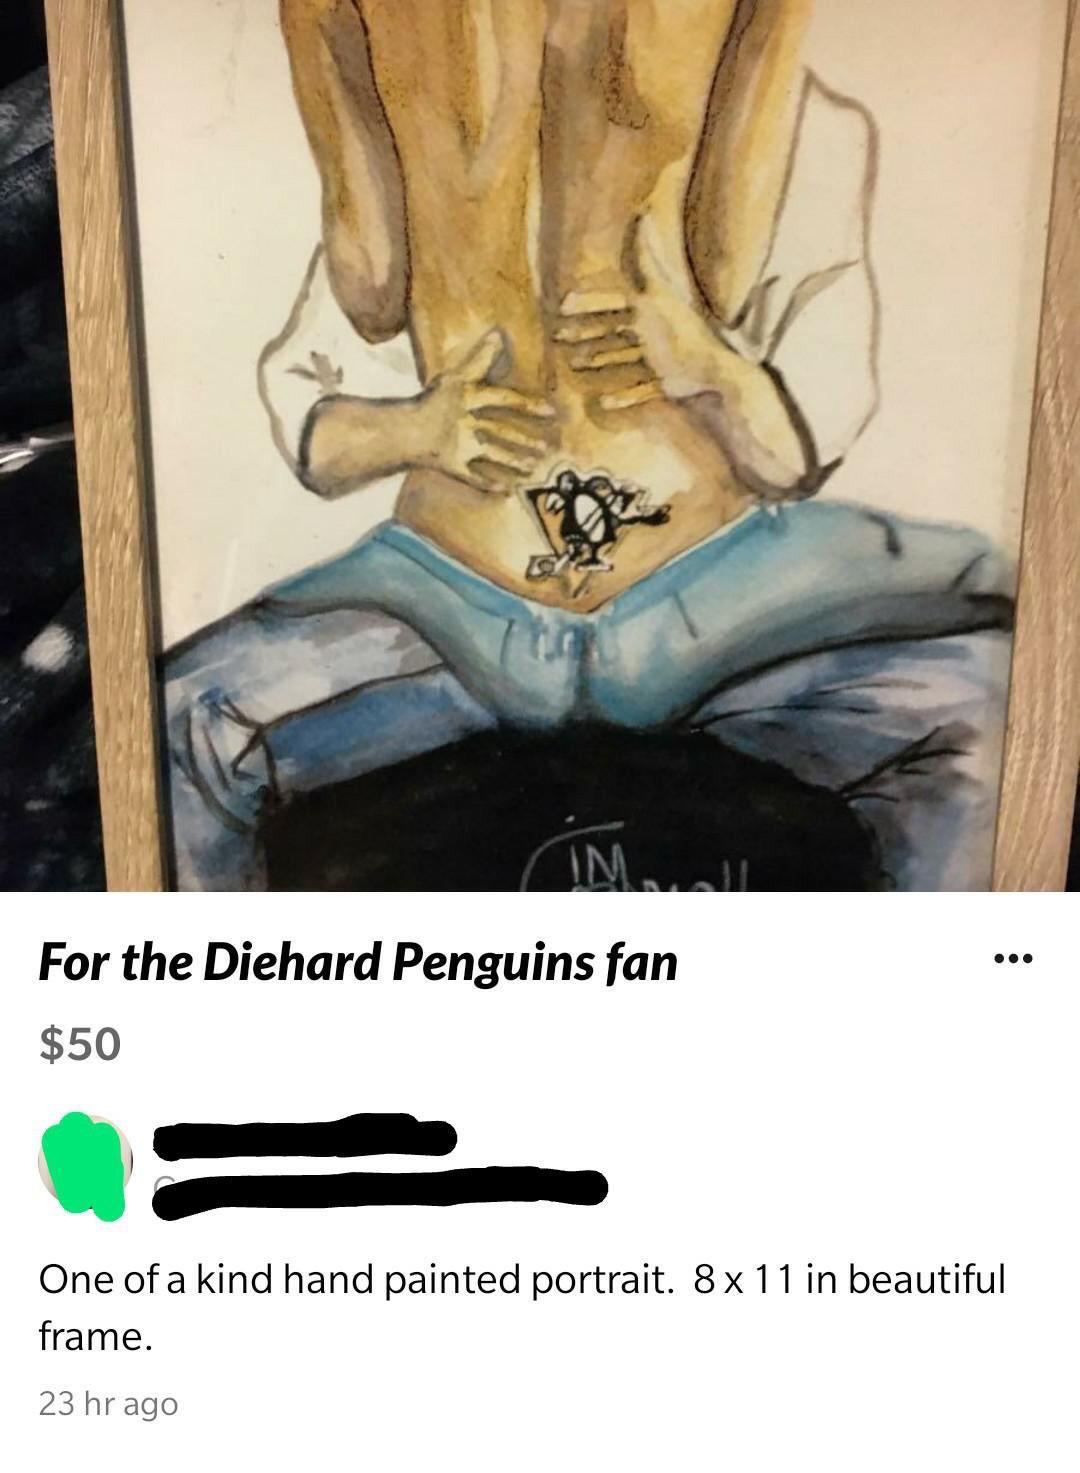 For the Diehard Penguins fan
$50
One of a kind hand painted portrait.  8 x 11 in beautiful
frame.
23 hr ago